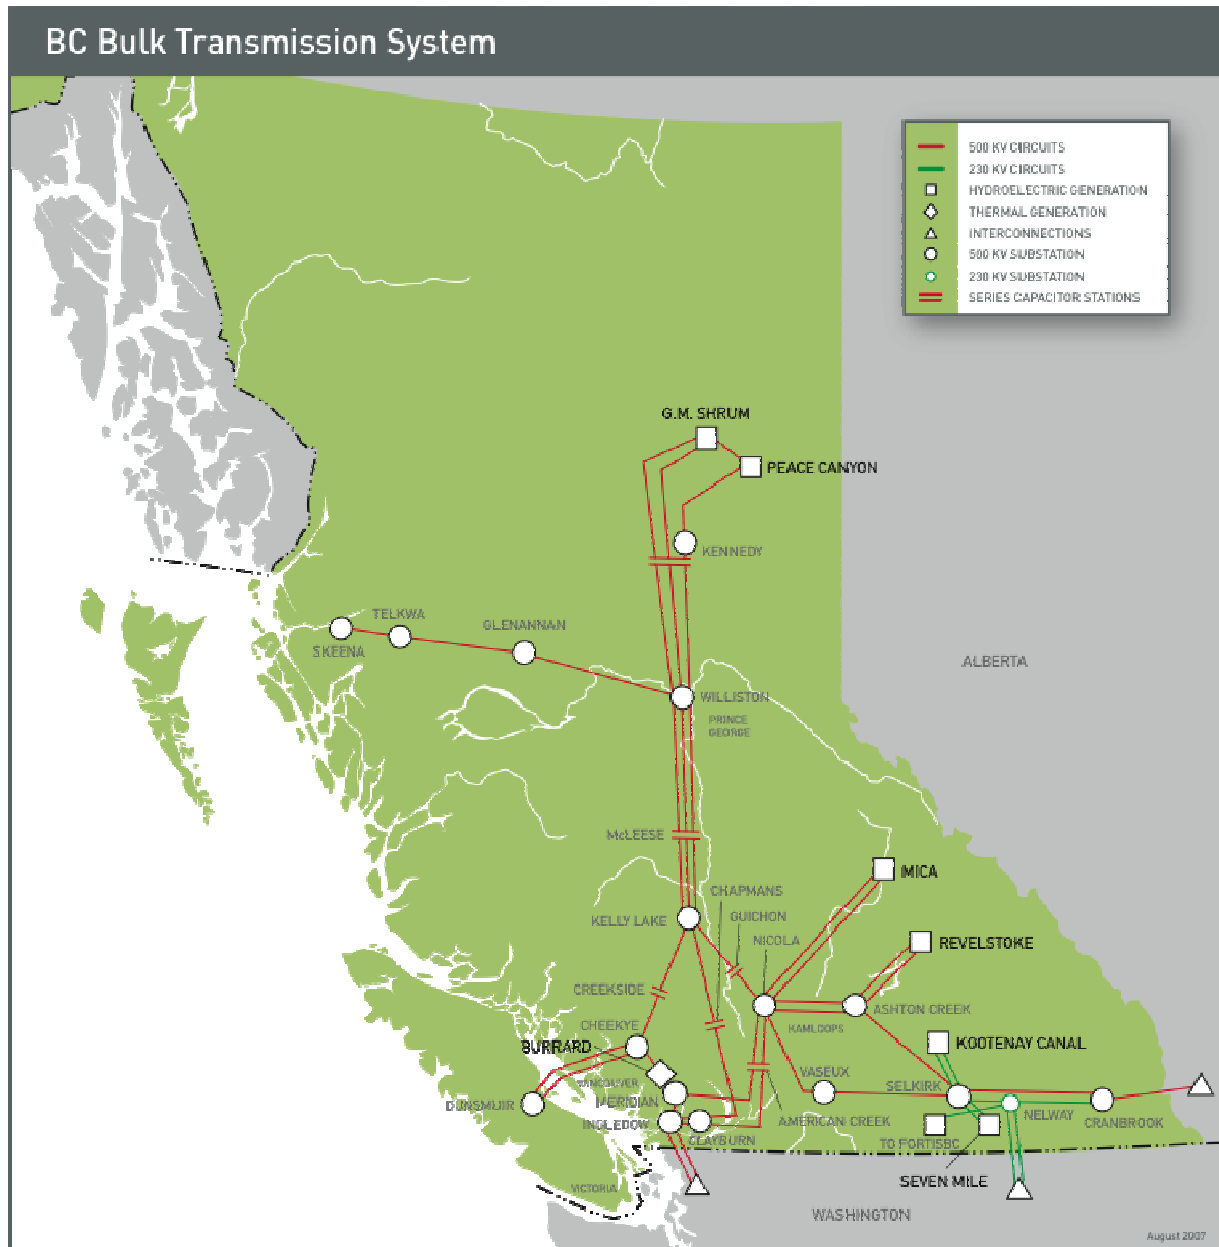 BC Bulk Transmission System
500 KV CIRCUITS
230 KV CIRCUITS
HYDROELECTRIC GENERATION
THERMAL GENERATION
INTERCONNECTIONS
500 KV SUBSTATION
230 KV SUBSTATION
SERIES CAPACITOR STATIONS
G.M. SHRUM
PEACE CANYON
KENNEDY
TELKWA
GLENANNAN
SKEENA
ALBERTA
WILLISTON
PRINCE
GEORGE
McLEESE
MICA
CHAPMANS
KELLY LAKE
GUICHON
NICOLA
REVELSTOKE
CREEKSIDE
ASHTON CREEK
CHEEKYE
KAMLOOPS
BURRARD
KOOTENAY CANAL
VASEUX
VANCOUVER
SELKIRK
MERIDIAN
DUNSMUIR
NELWAY
INGLEDOW
AMERICAN CREEK
CRANBROOK
CLAYBURN
TO FORTISBC
SEVEN MILE
VICTORIA
WASHINGTON
August 2007